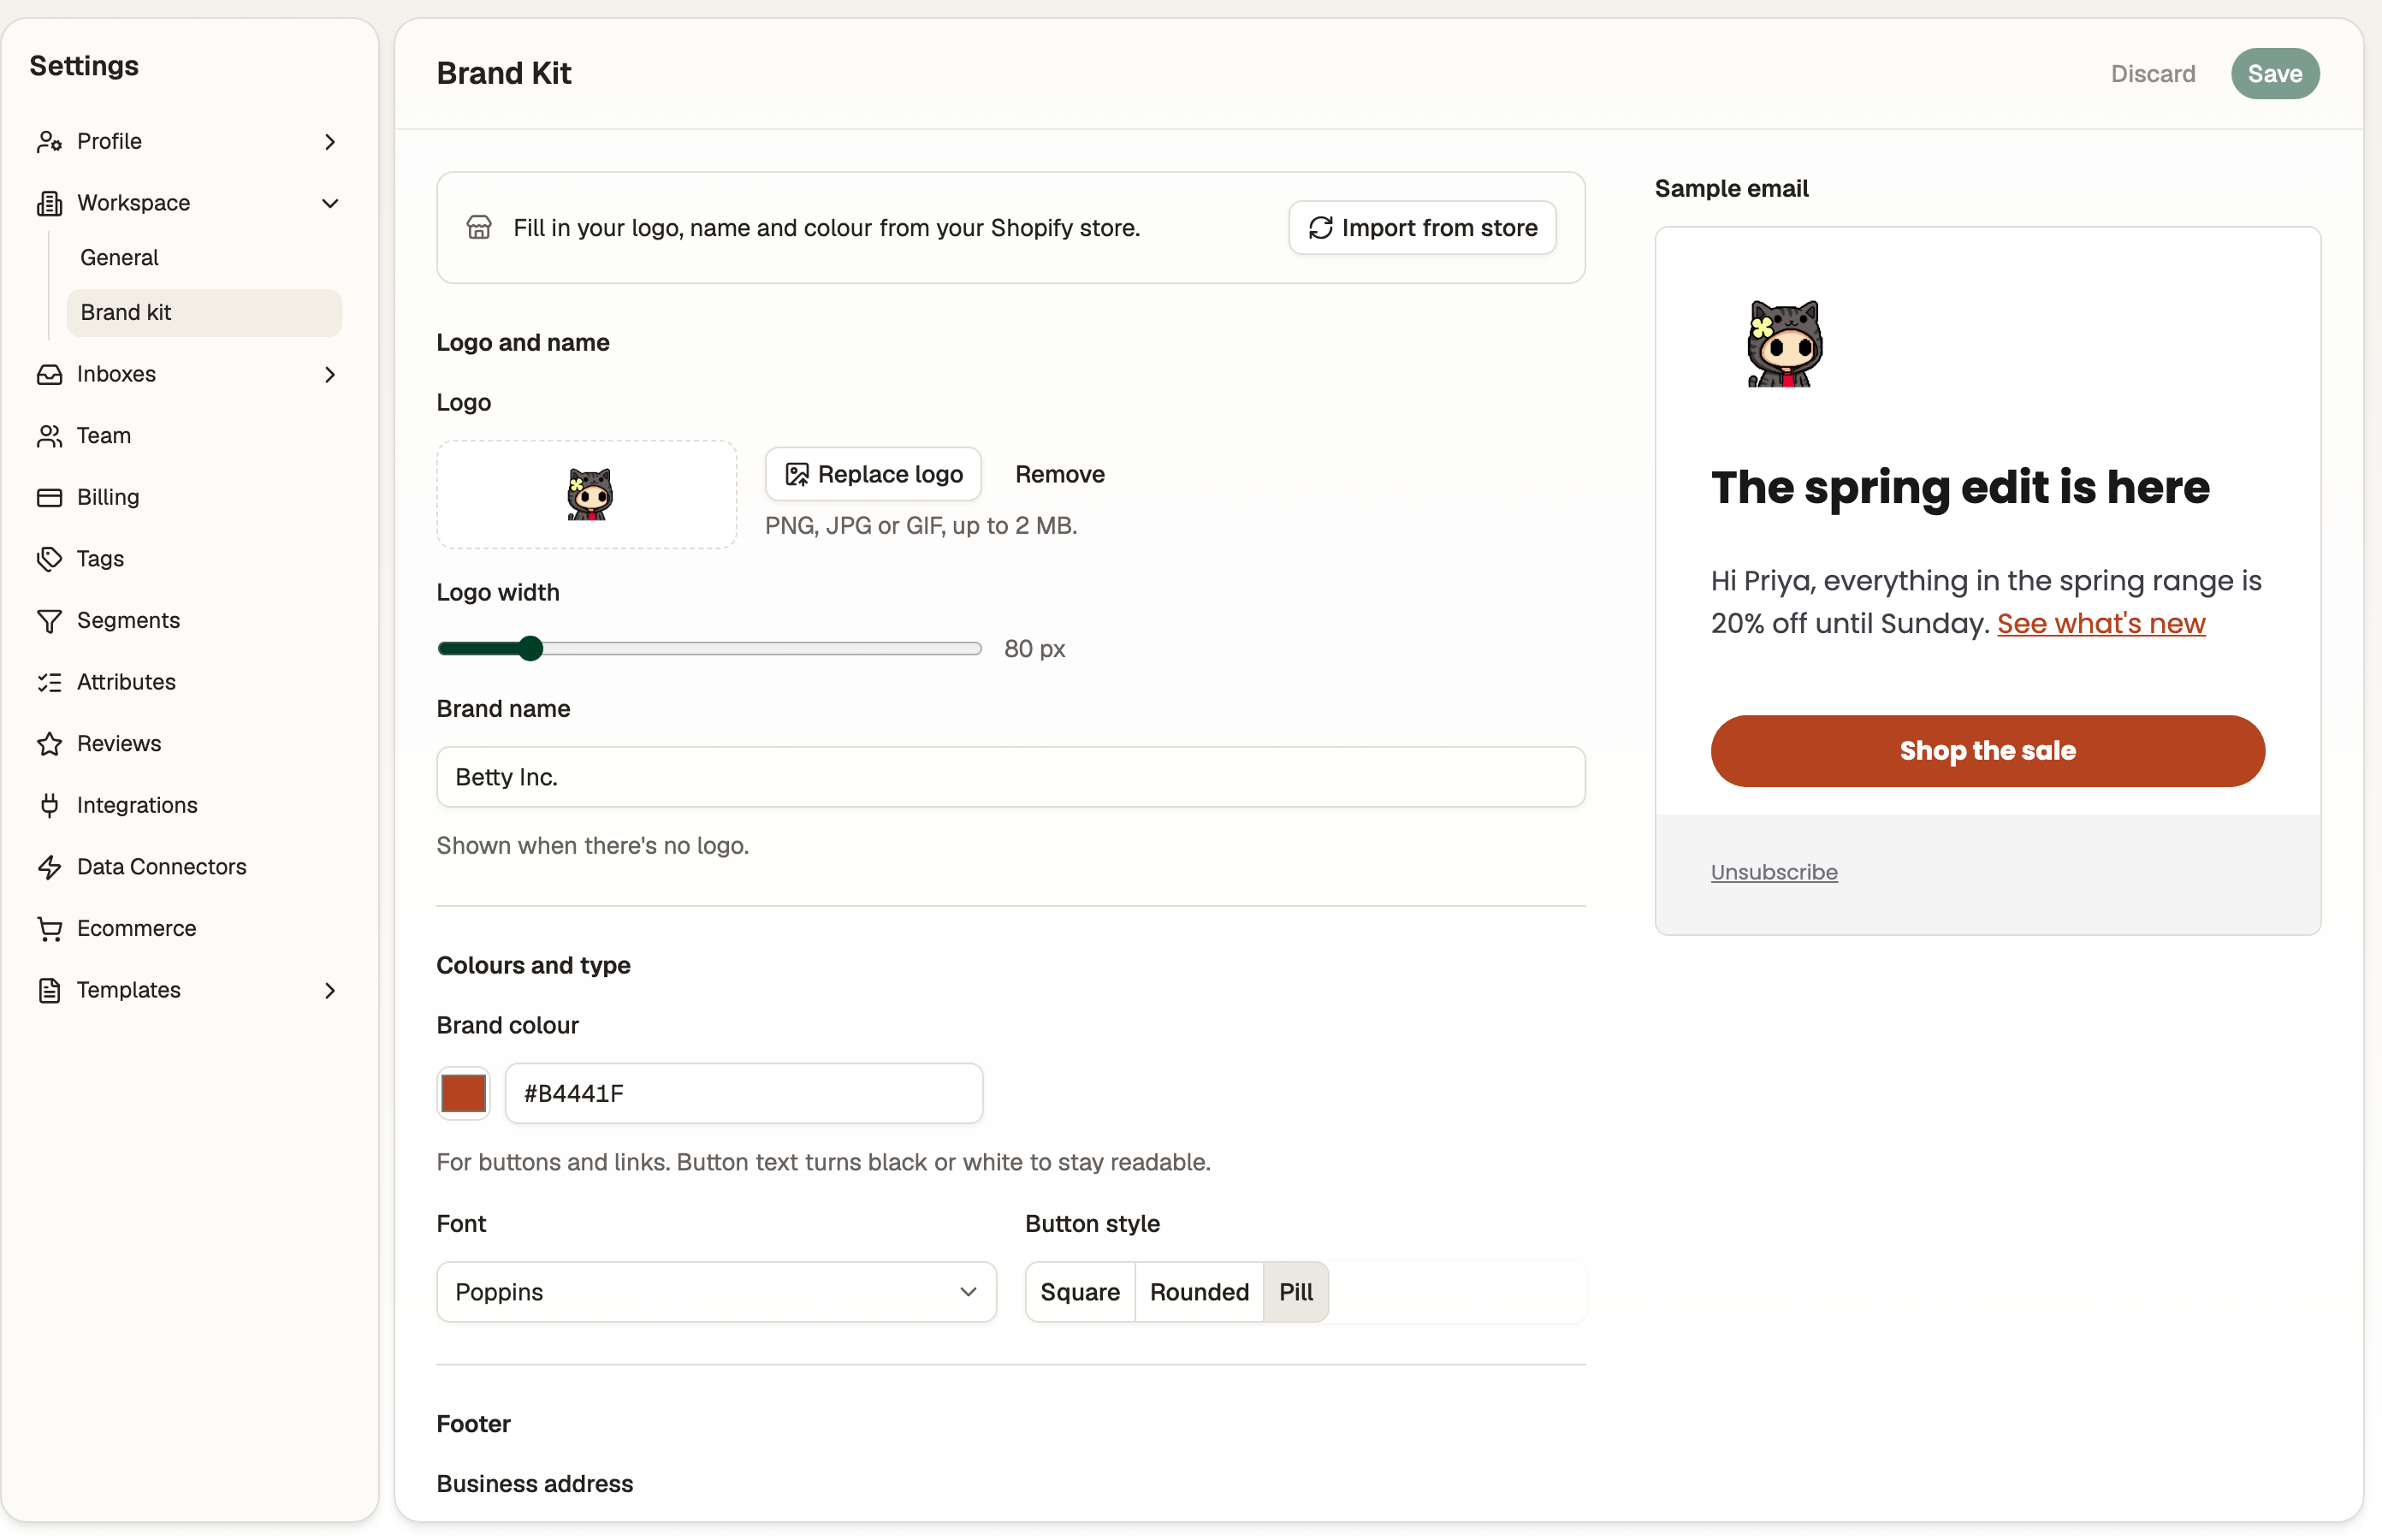 Settings
Profile
Workspace
General
Brand kit
Inboxes
Team
Billing
Tags
Segments
Attributes
Reviews
Integrations
Data Connectors
Ecommerce
Templates
Brand Kit
Discard
Save
Fill in your logo, name and colour from your Shopify store.
Import from store
Logo and name
Logo
Replace logo
Remove
PNG, JPG or GIF, up to 2 MB.
Logo width
80 px
Brand name
Betty Inc.
Shown when there's no logo.
Colours and type
Brand colour
#B4441F
For buttons and links. Button text turns black or white to stay readable.
Font
Poppins
Button style
Square
Rounded
Pill
Footer
Business address
Sample email
The spring edit is here
Hi Priya, everything in the spring range is
20% off until Sunday. See what's new
Shop the sale
Unsubscribe